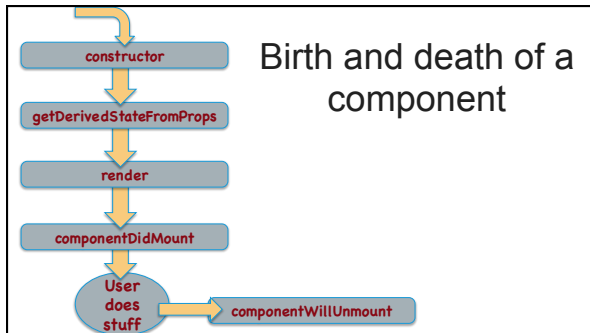 Birth and death of a
component
constructor
getDerivedStateFromProps
render
componentDidMount
User
does
stuff
componentWillUnmount